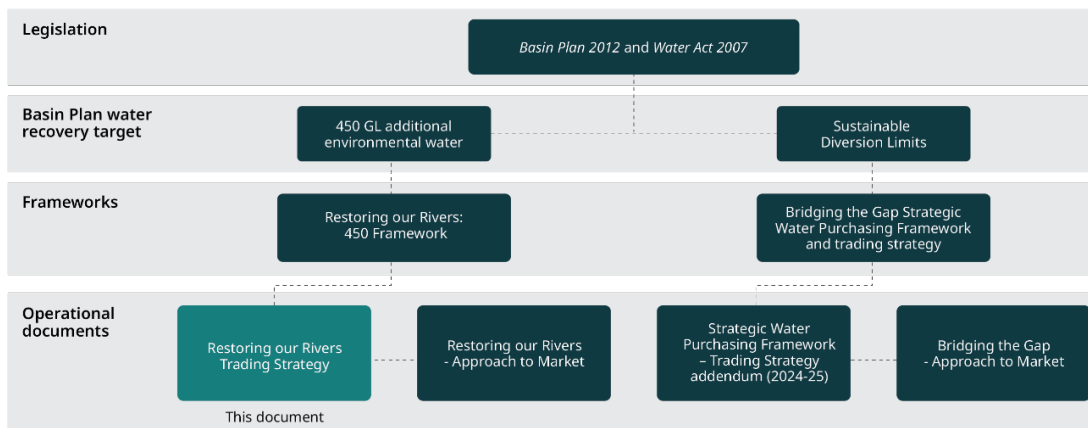 Legislation
Basin Plan 2012 and Water Act 2007
Basin Plan water
recovery target
450 GL additional
environmental water
Sustainable
Diversion Limits
Frameworks
Restoring our Rivers:
450 Framework
Bridging the Gap Strategic
Water Purchasing Framework
and trading strategy
Operational
documents
Restoring our Rivers
Trading Strategy
This document
Restoring our Rivers
- Approach to Market
Strategic Water
Purchasing Framework
– Trading Strategy
addendum (2024-25)
Bridging the Gap
- Approach to Market